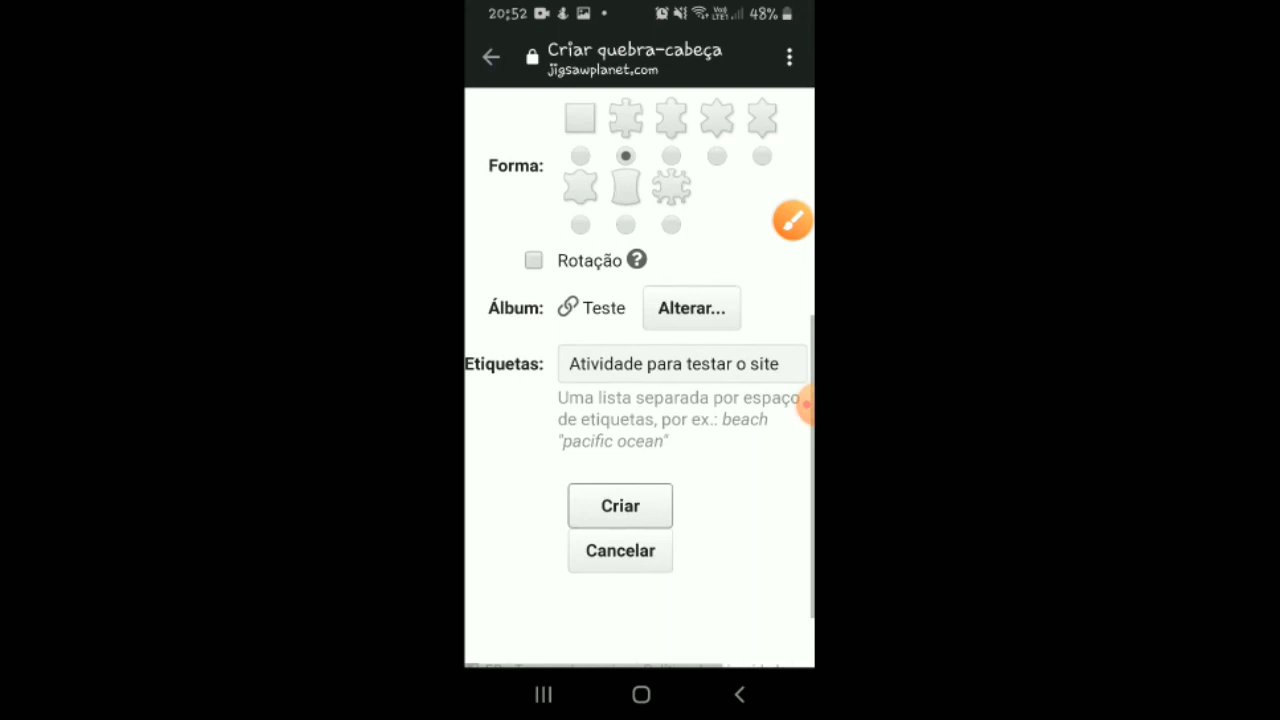 20:52 48%
Criar quebra-cabeça
jigsawplanet.com
Forma:
Rotação ?
Álbum: Teste Alterar...
Etiquetas: Atividade para testar o site
Uma lista separada por espaço
de etiquetas, por ex.: beach
"pacific ocean"
Criar
Cancelar